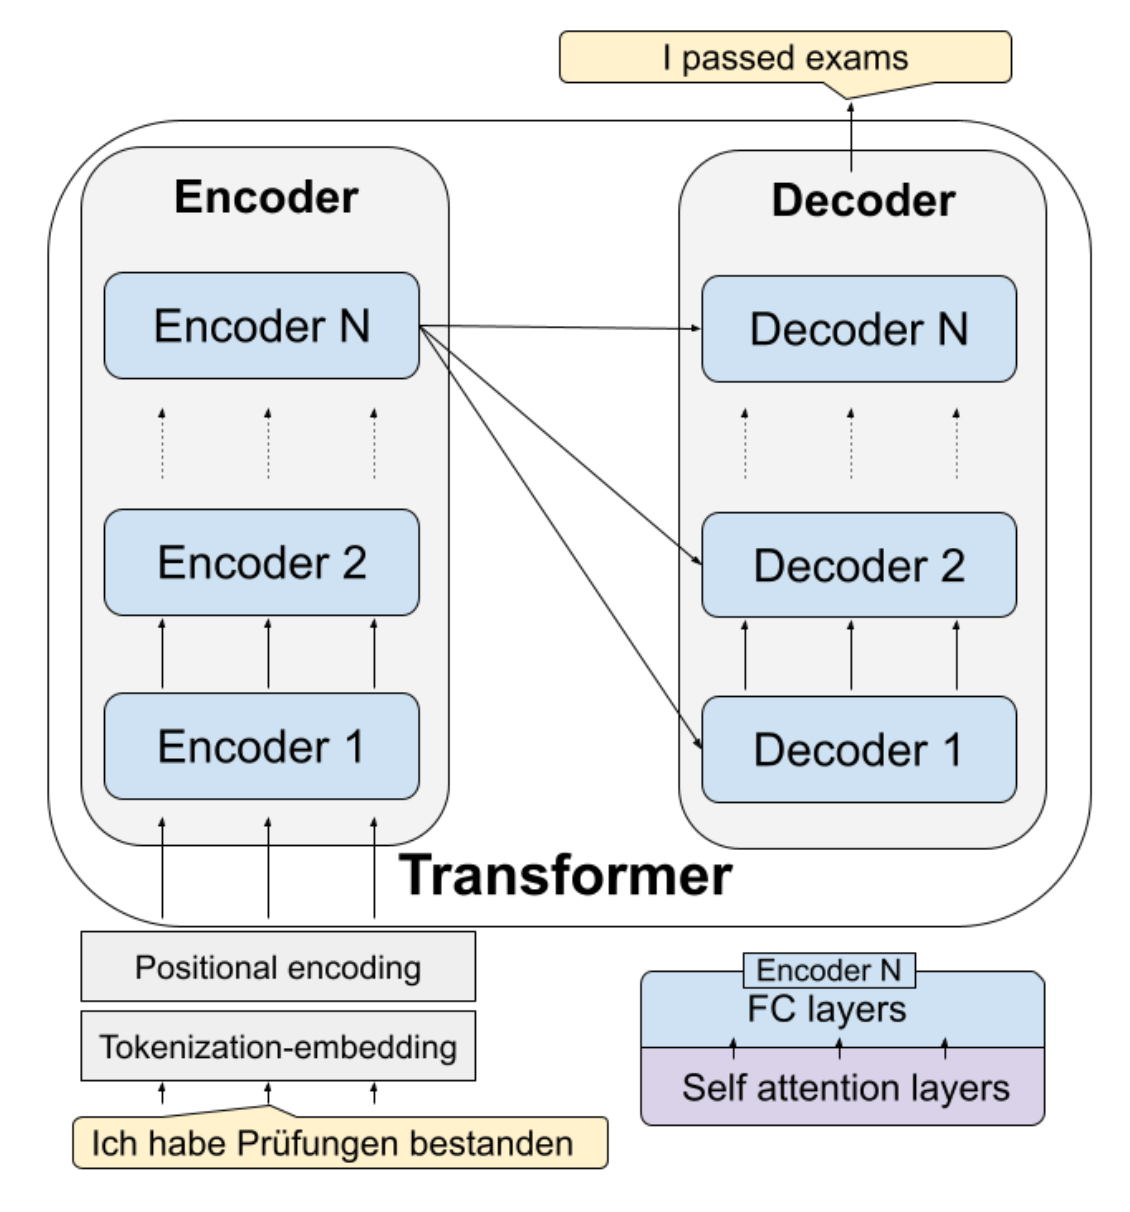 I passed exams
Encoder
Decoder
Encoder N
Decoder N
Encoder 2
Decoder 2
Encoder 1
Decoder 1
Transformer
Positional encoding
Tokenization-embedding
Ich habe Prüfungen bestanden
Encoder N
FC layers
Self attention layers